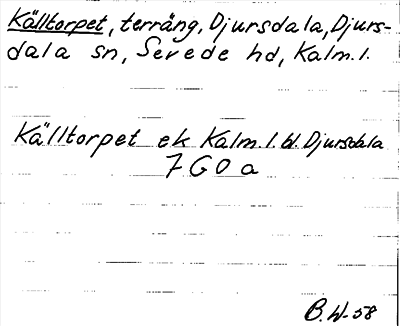 Källtorpet, terräng, Djursdala, Djurs-
dala sn, Sevede hd, Kalm. l.
Källtorpet ek Kalm. l. bl. Djursdala
7 G 0 a
B. W-58